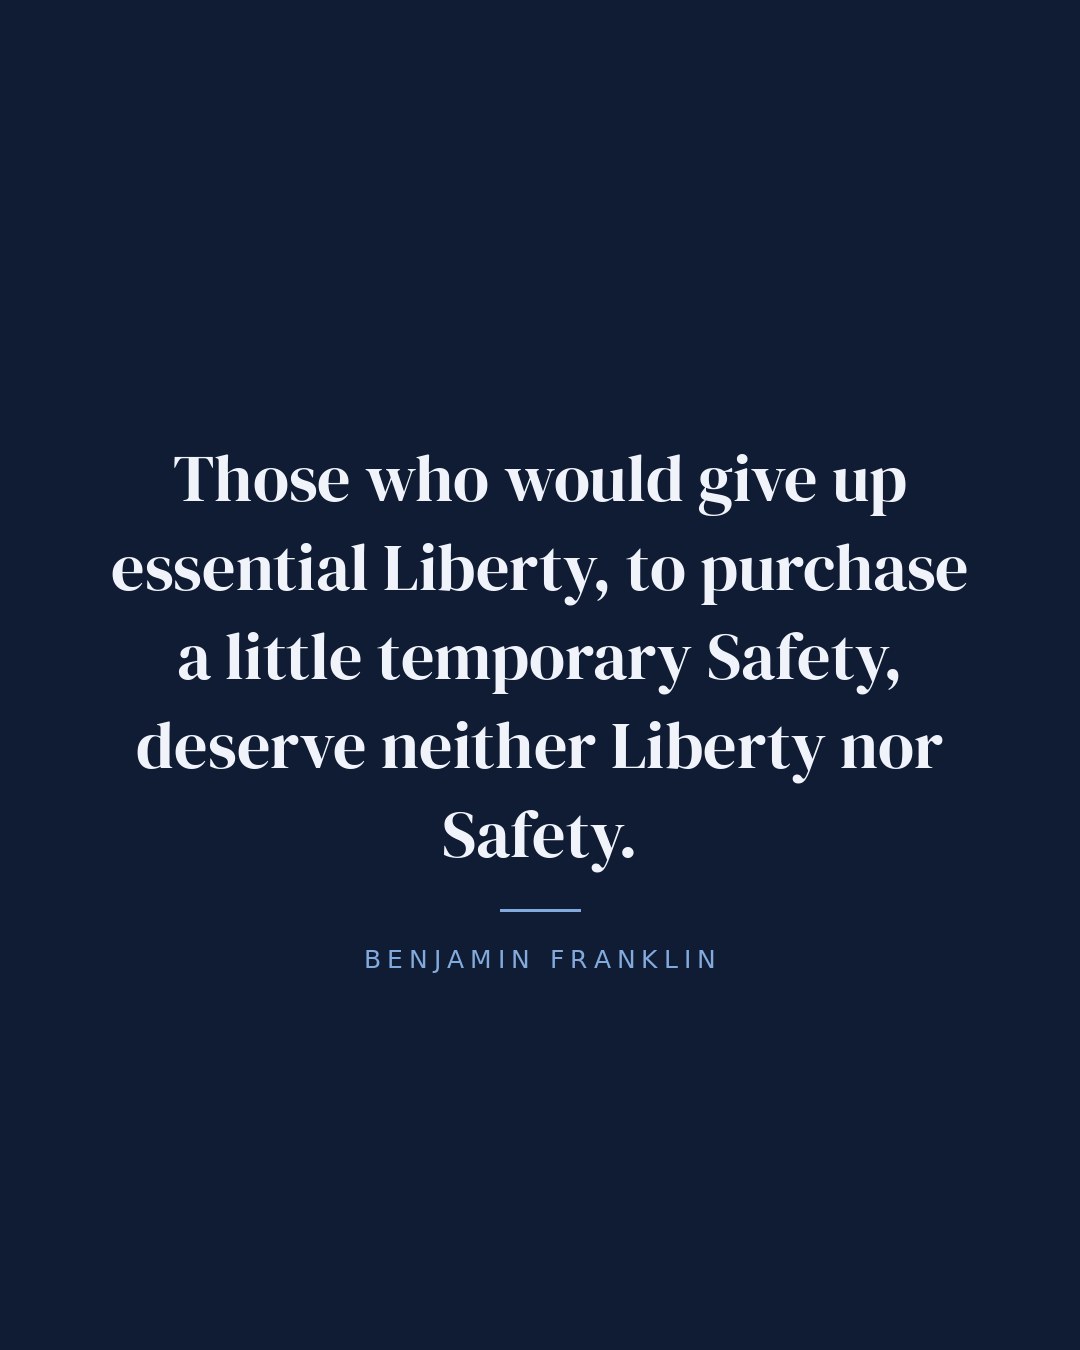 Those who would give up
essential Liberty, to purchase
a little temporary Safety,
deserve neither Liberty nor
Safety.
BENJAMIN FRANKLIN